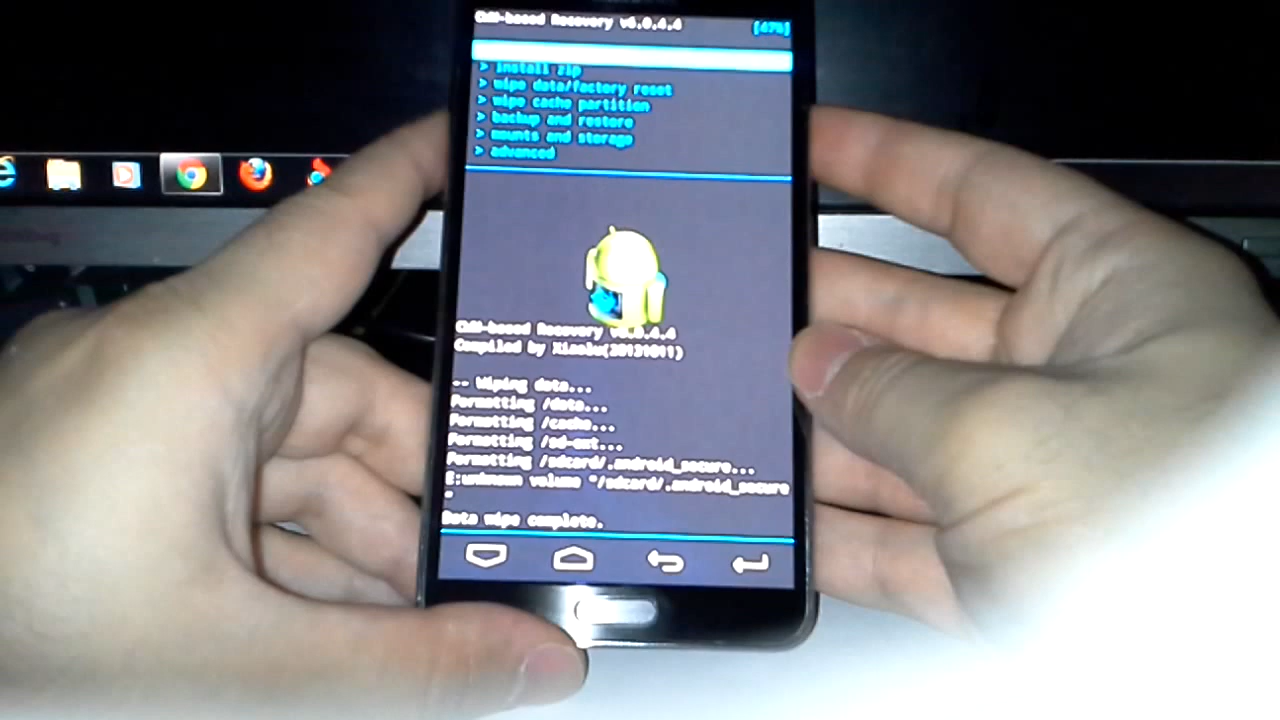 CWM-based Recovery v6.0.4.4 [47%]
> install zip
> wipe data/factory reset
> wipe cache partition
> backup and restore
> mounts and storage
> advanced
CWM-based Recovery v6.0.4.4
Compiled by Xiaolu(20131011)
-- Wiping data...
Formatting /data...
Formatting /cache...
Formatting /sd-ext...
Formatting /sdcard/.android_secure...
E:unknown volume "/sdcard/.android_secure
"
Data wipe complete.